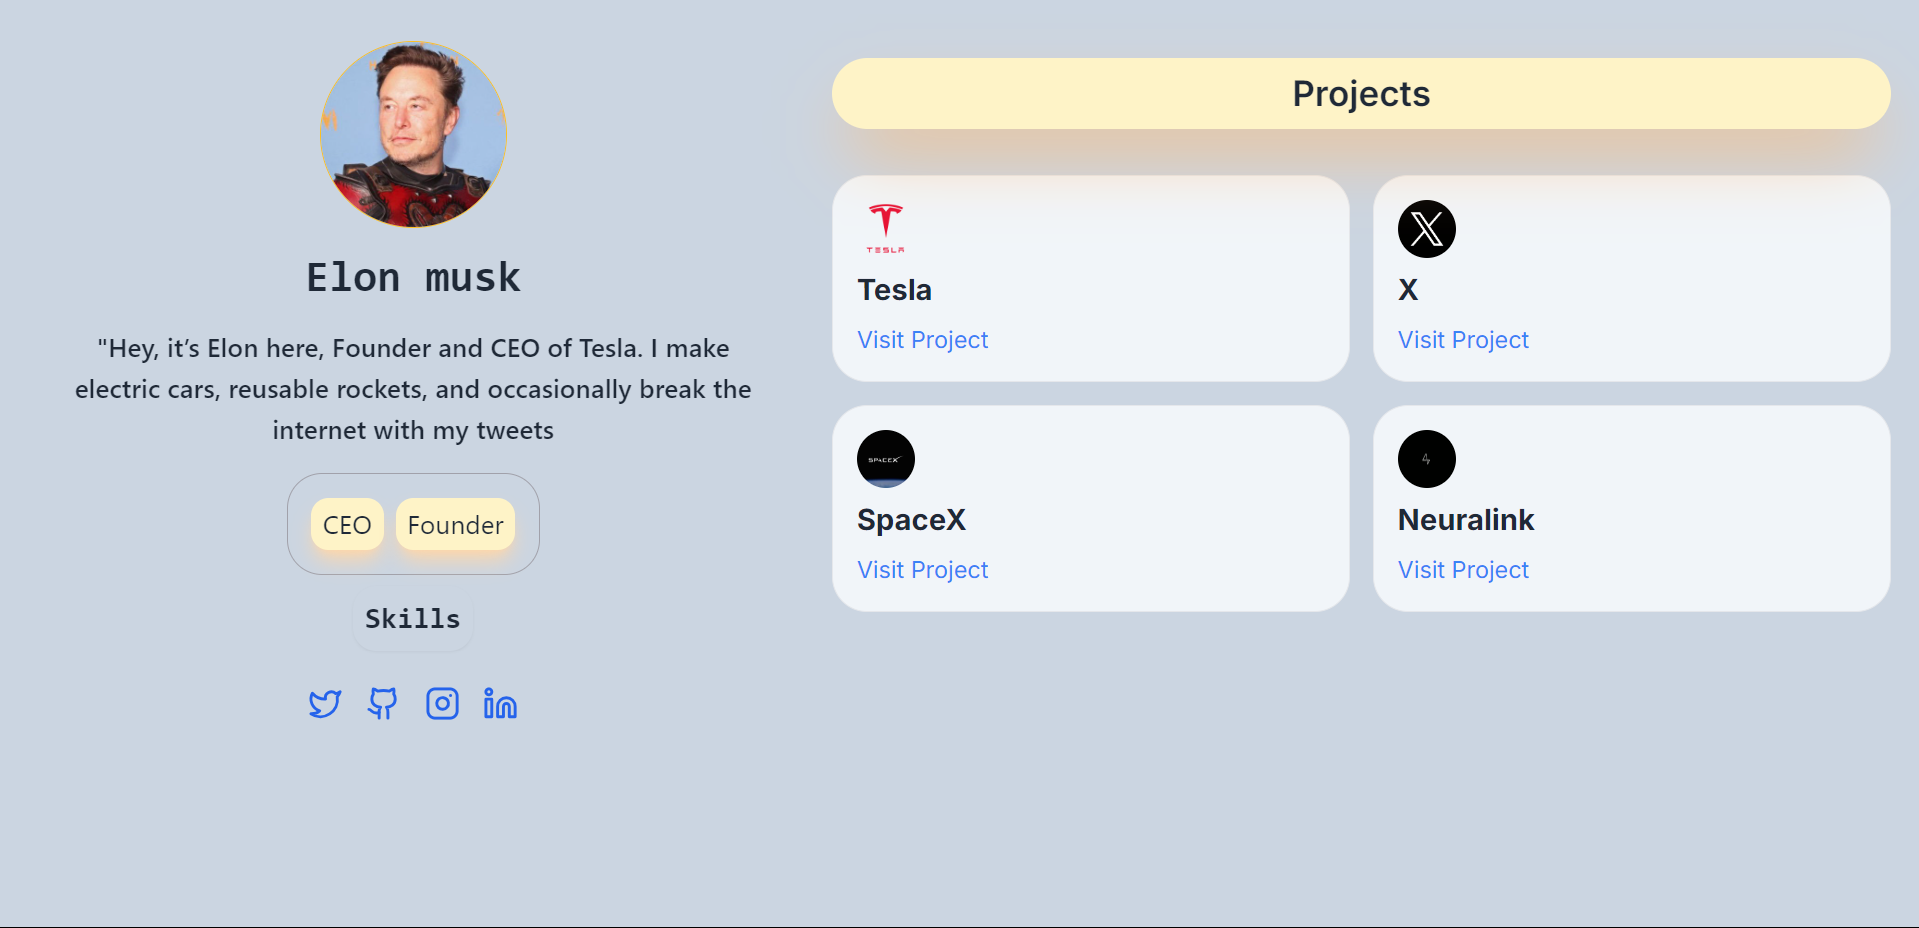 Elon musk
"Hey, it’s Elon here, Founder and CEO of Tesla. I make
electric cars, reusable rockets, and occasionally break the
internet with my tweets
CEO Founder
Skills
Projects
TESLA
Tesla
Visit Project
X
Visit Project
SPACEX
SpaceX
Visit Project
Neuralink
Visit Project